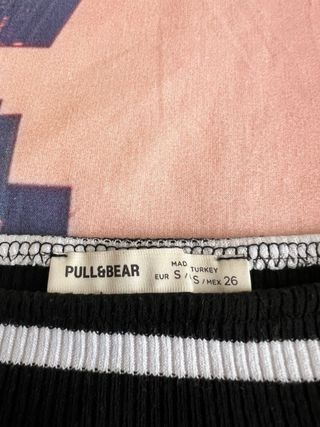 PULL&BEAR
MAD TURKEY
EUR S / S / MEX 26